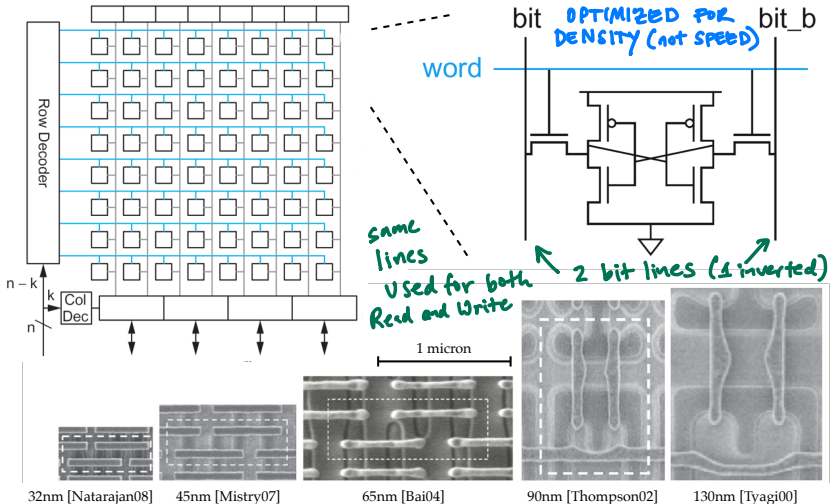 bit
OPTIMIZED FOR
DENSITY (not SPEED)
bit_b
word
Row Decoder
same
lines
used for both
Read and Write
2 bit lines (1 inverted)
n – k
k
n
Col
Dec
1 micron
32nm [Natarajan08]
45nm [Mistry07]
65nm [Bai04]
90nm [Thompson02]
130nm [Tyagi00]